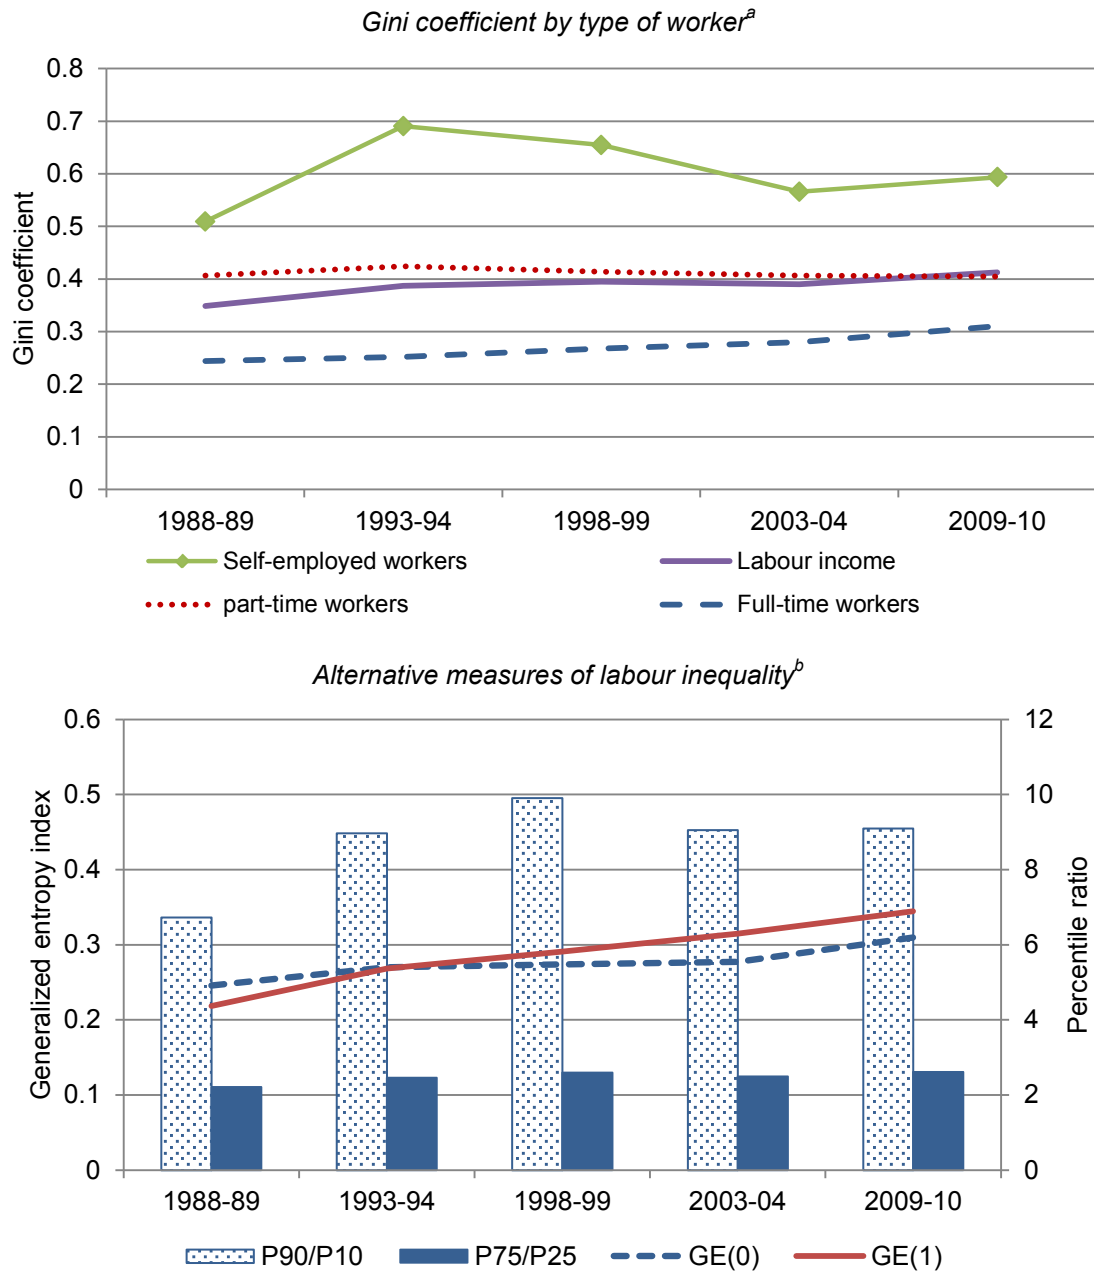 Gini coefficient by type of workerᵃ
0.8
0.7
0.6
0.5
0.4
0.3
0.2
0.1
0
Gini coefficient
1988-89 1993-94 1998-99 2003-04 2009-10
Self-employed workers Labour income
part-time workers Full-time workers
Alternative measures of labour inequalityᵇ
0.6
0.5
0.4
0.3
0.2
0.1
0
Generalized entropy index
12
10
8
6
4
2
0
Percentile ratio
1988-89 1993-94 1998-99 2003-04 2009-10
P90/P10 P75/P25 GE(0) GE(1)